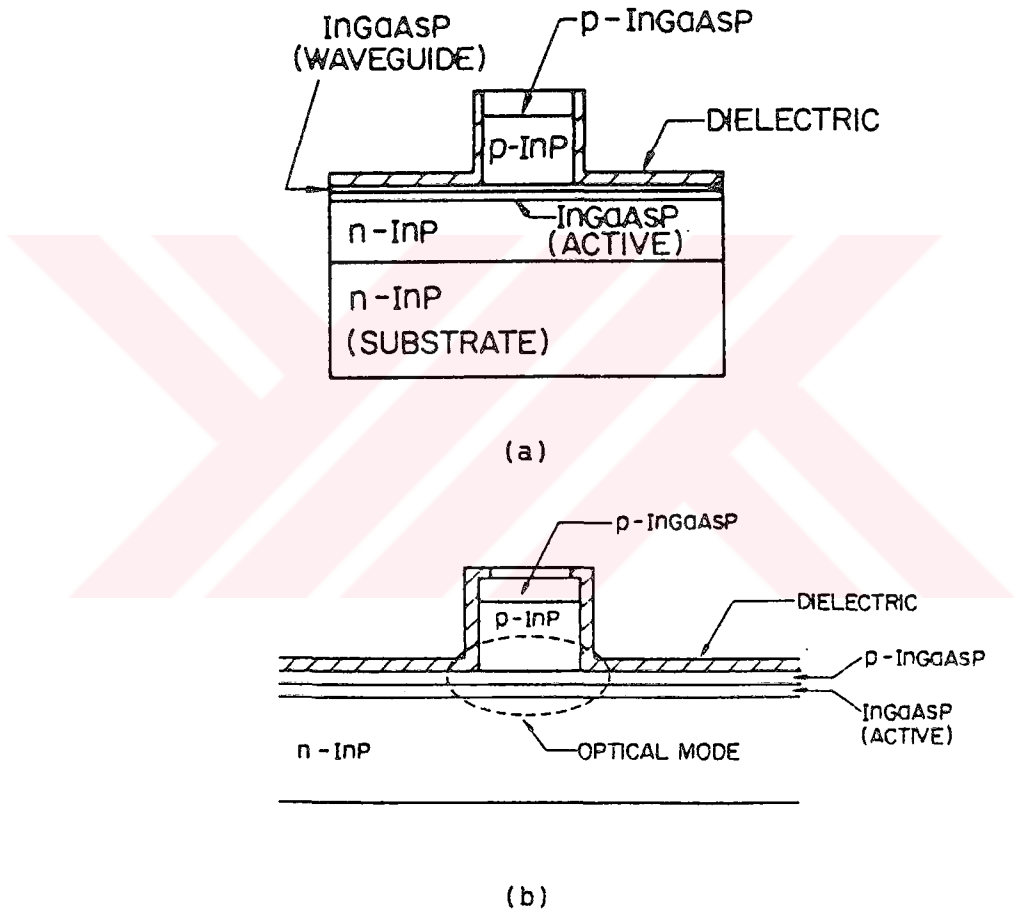 InGaAsP
(WAVEGUIDE)
p-InGaAsP
DIELECTRIC
p-InP
InGaAsP
(ACTIVE)
n-InP
n-InP
(SUBSTRATE)
(a)
p-InGaAsP
p-InP
DIELECTRIC
p-InGaAsP
InGaAsP
(ACTIVE)
n-InP
OPTICAL MODE
(b)